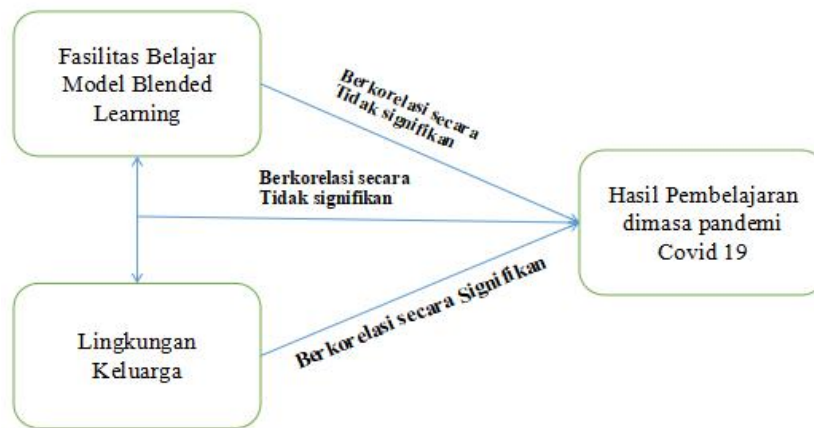 Fasilitas Belajar
Model Blended
Learning
Berkorelasi secara
Tidak signifikan
Berkorelasi secara
Tidak signifikan
Hasil Pembelajaran
dimasa pandemi
Covid 19
Lingkungan
Keluarga
Berkorelasi secara Signifikan